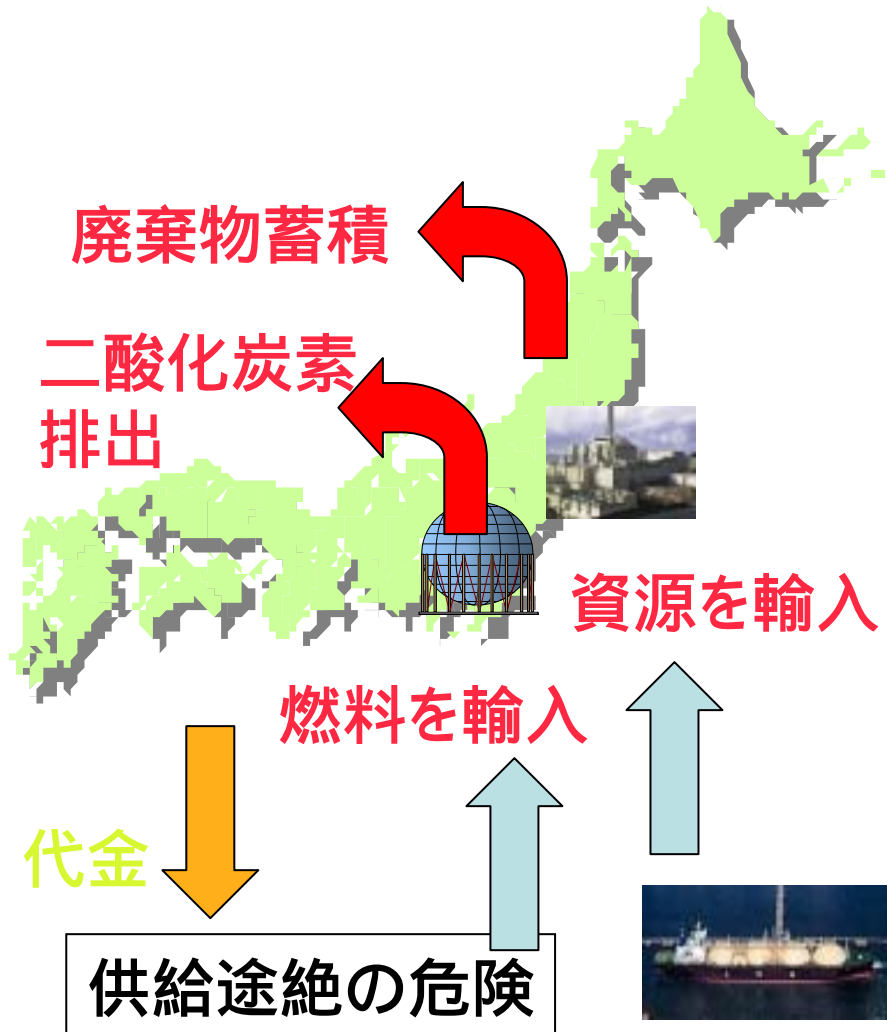 廃棄物蓄積
二酸化炭素
排出
資源を輸入
燃料を輸入
代金
供給途絶の危険